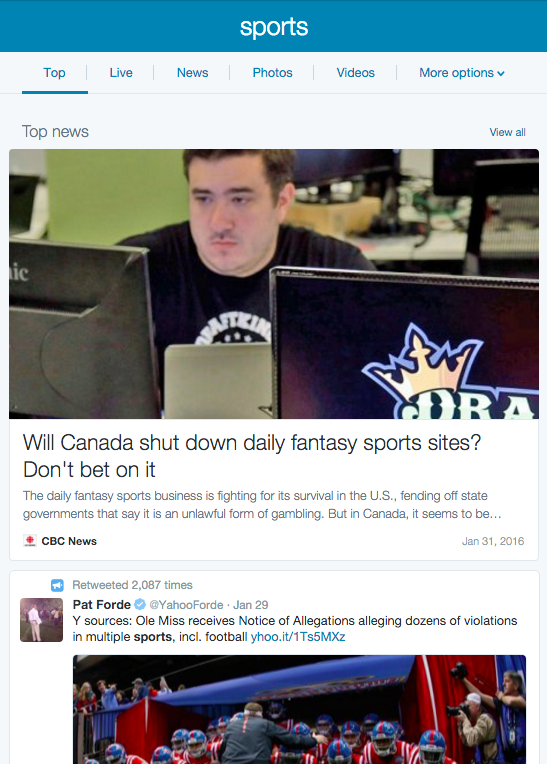 sports
Top
Live
News
Photos
Videos
More options
Top news
View all
nic
DRAFTKIN
DRA
Will Canada shut down daily fantasy sports sites?
Don't bet on it
The daily fantasy sports business is fighting for its survival in the U.S., fending off state
governments that say it is an unlawful form of gambling. But in Canada, it seems to be…
CBC News
Jan 31, 2016
Retweeted 2,087 times
Pat Forde @YahooForde · Jan 29
Y sources: Ole Miss receives Notice of Allegations alleging dozens of violations
in multiple sports, incl. football yhoo.it/1Ts5MXz